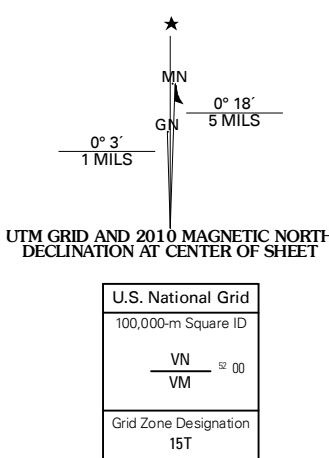 ★
MN
0° 18´
5 MILS
GN
0° 3´
1 MILS
UTM GRID AND 2010 MAGNETIC NORTH
DECLINATION AT CENTER OF SHEET
U.S. National Grid
100,000-m Square ID
VN
52 00
VM
Grid Zone Designation
15T